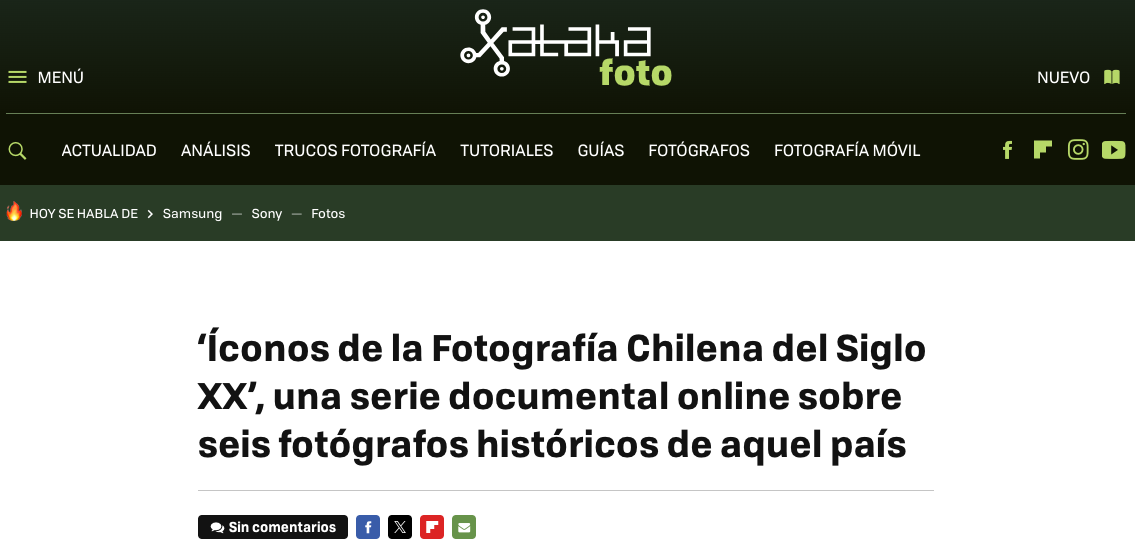 xataka
foto
MENÚ
NUEVO
ACTUALIDAD ANÁLISIS TRUCOS FOTOGRAFÍA TUTORIALES GUÍAS FOTÓGRAFOS FOTOGRAFÍA MÓVIL
HOY SE HABLA DE Samsung — Sony — Fotos
‘Íconos de la Fotografía Chilena del Siglo
XX’, una serie documental online sobre
seis fotógrafos históricos de aquel país
Sin comentarios